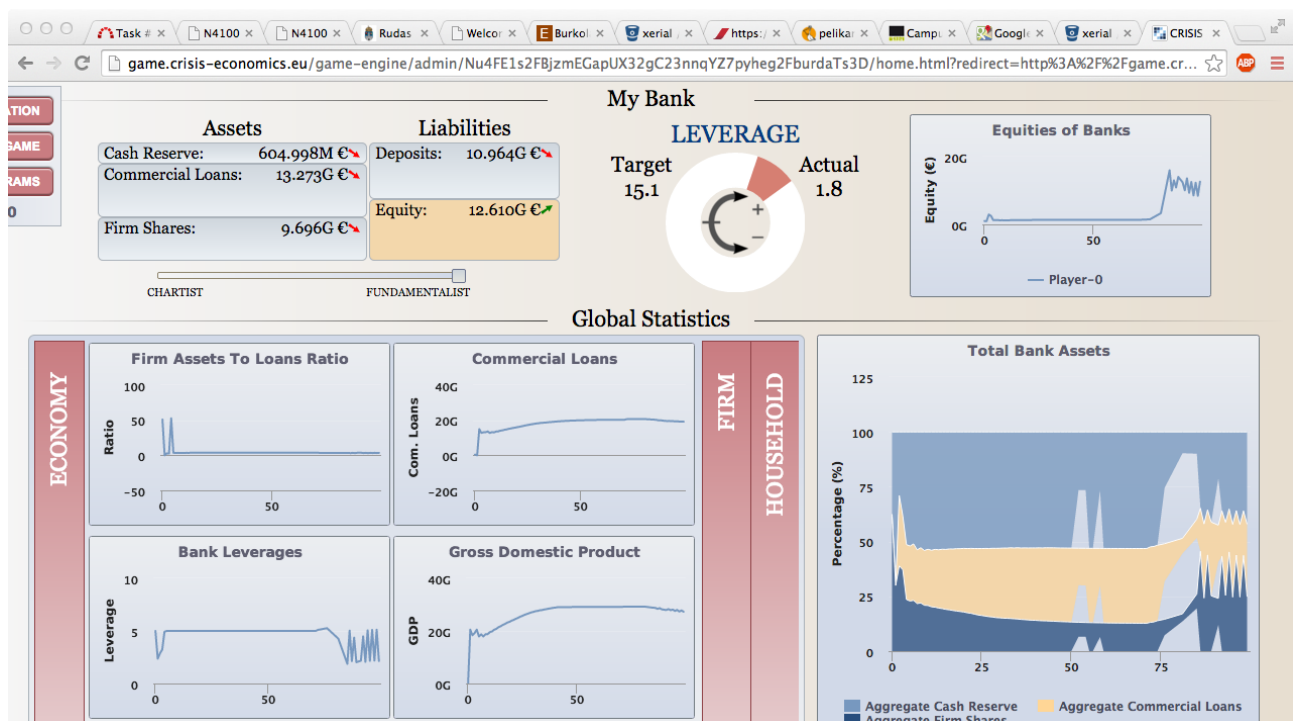 Task #
N4100
N4100
Rudas
Welcor
Burkol
xerial
https:/
pelikar
Campu
Google
xerial
CRISIS
game.crisis-economics.eu/game-engine/admin/Nu4FE1s2FBjzmEGapUX32gC23nnqYZ7pyheg2FburdaTs3D/home.html?redirect=http%3A%2F%2Fgame.cr...
ABP
ATION
GAME
RAMS
0
My Bank
Assets
Cash Reserve: 604.998M €
Commercial Loans: 13.273G €
Firm Shares: 9.696G €
Liabilities
Deposits: 10.964G €
Equity: 12.610G €
CHARTIST
FUNDAMENTALIST
LEVERAGE
Target
15.1
Actual
1.8
+
−
Equities of Banks
Equity (€)
20G
0G
0 50
Player-0
Global Statistics
ECONOMY
Firm Assets To Loans Ratio
Ratio
100
50
0
−50
0 50
Commercial Loans
Com. Loans
40G
20G
0G
−20G
0 50
Bank Leverages
Leverage
10
5
0
0 50
Gross Domestic Product
GDP
40G
20G
0G
0 50
FIRM
HOUSEHOLD
Total Bank Assets
Percentage (%)
125
100
75
50
25
0
0 25 50 75
Aggregate Cash Reserve Aggregate Commercial Loans
Aggregate Firm Shares